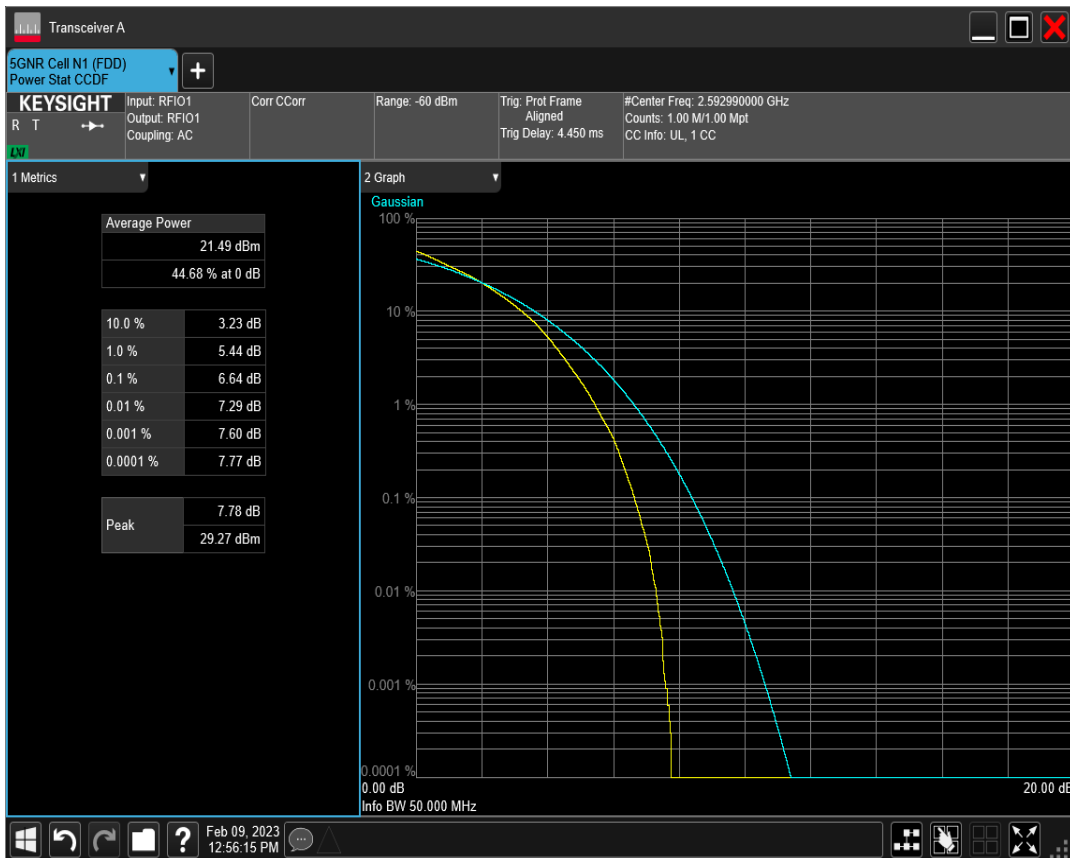 Transceiver A
5GNR Cell N1 (FDD)
Power Stat CCDF
KEYSIGHT
R T
LXI
Input: RFIO1
Output: RFIO1
Coupling: AC
Corr CCorr
Range: -60 dBm
Trig: Prot Frame
Aligned
Trig Delay: 4.450 ms
#Center Freq: 2.592990000 GHz
Counts: 1.00 M/1.00 Mpt
CC Info: UL, 1 CC
1 Metrics
Average Power
21.49 dBm
44.68 % at 0 dB
10.0 % 3.23 dB
1.0 % 5.44 dB
0.1 % 6.64 dB
0.01 % 7.29 dB
0.001 % 7.60 dB
0.0001 % 7.77 dB
Peak 7.78 dB
29.27 dBm
2 Graph
Gaussian
100 %
10 %
1 %
0.1 %
0.01 %
0.001 %
0.0001 %
0.00 dB 20.00 dB
Info BW 50.000 MHz
? Feb 09, 2023
12:56:15 PM